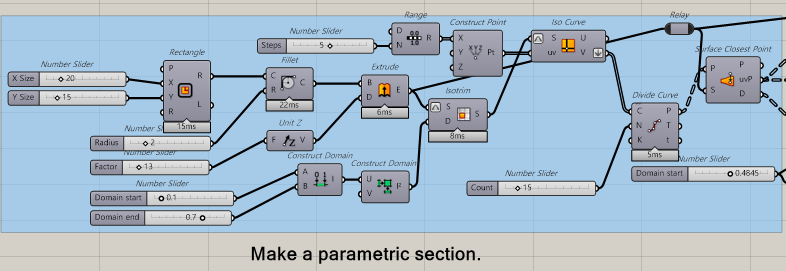 Range
Number Slider
Steps 5
D
N
R
Construct Point
X
Y
Z
Pt
Iso Curve
S
uv
U
V
Relay
Rectangle
Number Slider
X Size 20
Y Size 15
P
X
Y
R
R
L
15ms
Fillet
C
R
C
22ms
Extrude
B
D
E
6ms
Isotrim
S
D
S
8ms
Surface Closest Point
P
S
P
uvP
D
Divide Curve
C
N
K
P
T
t
5ms
Number Sl
Radius 2
Number Slider
Factor 13
Unit Z
F
V
Number Slider
Domain start 0.1
Domain end 0.7
Construct Domain
A
B
I
Construct Domain
U
V
I²
Number Slider
Count 15
Number Slider
Domain start 0.4845
Make a parametric section.